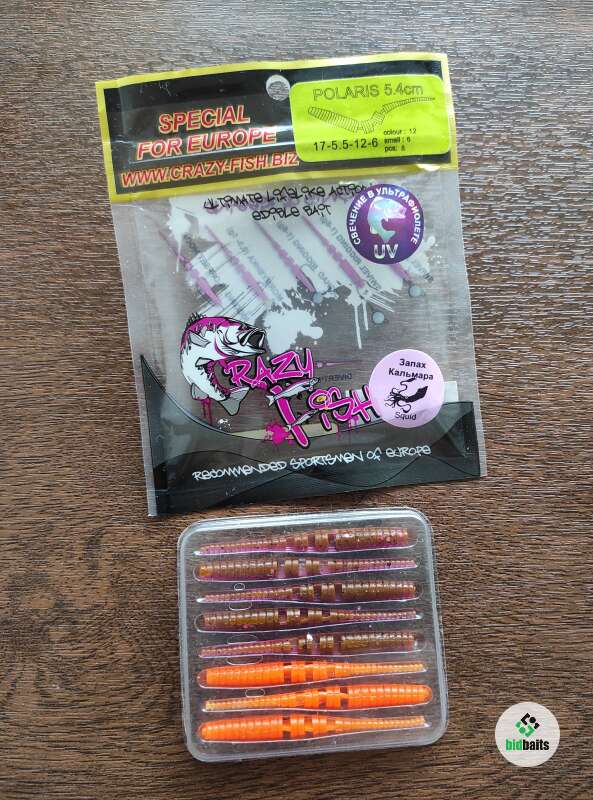 SPECIAL
FOR EUROPE
WWW.CRAZY-FISH.BIZ
POLARIS 5.4cm
17-5.5-12-6
colour : 12
smell : 6
pcs: 8
ULTIMATE LURELIKE ACTION
EDIBLE BAIT
СВЕЧЕНИЕ В УЛЬТРАФИОЛЕТЕ
UV
CRAZY
FISH
Запах
Кальмара
Squid
RECOMMENDED SPORTSMEN OF EUROPE
bidbaits